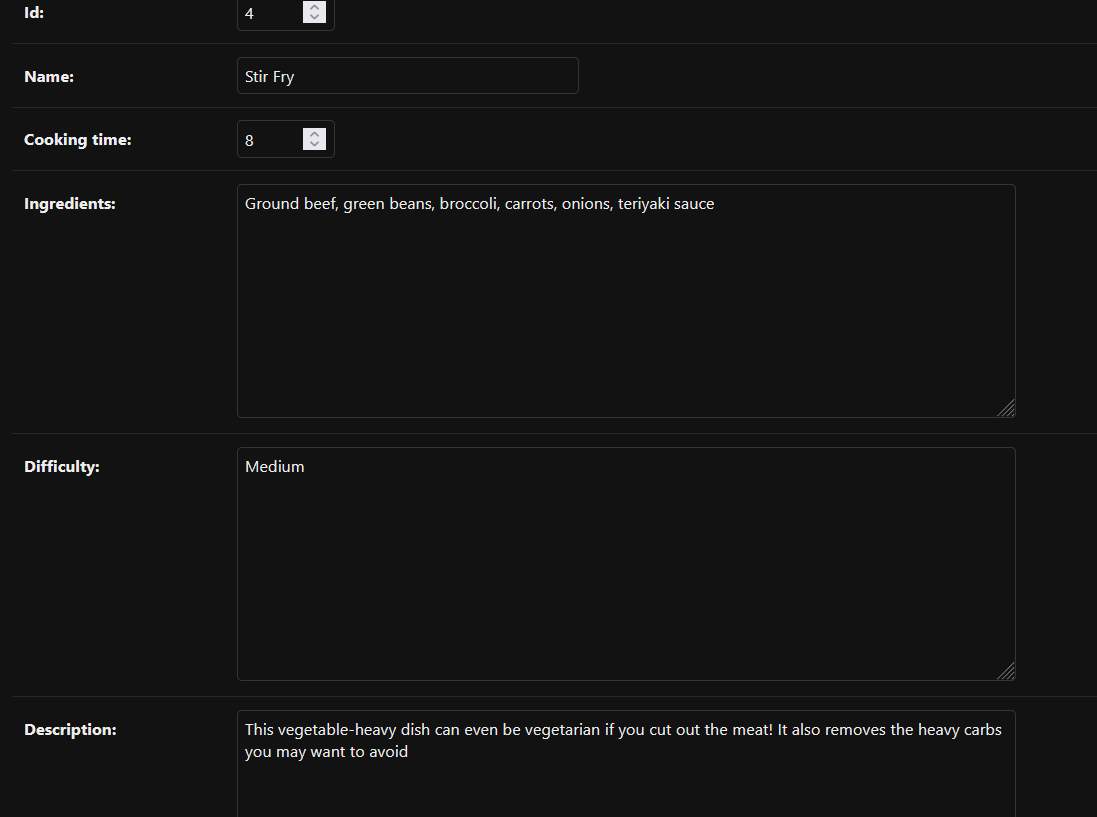 Id:
4
Name:
Stir Fry
Cooking time:
8
Ingredients:
Ground beef, green beans, broccoli, carrots, onions, teriyaki sauce
Difficulty:
Medium
Description:
This vegetable-heavy dish can even be vegetarian if you cut out the meat! It also removes the heavy carbs
you may want to avoid